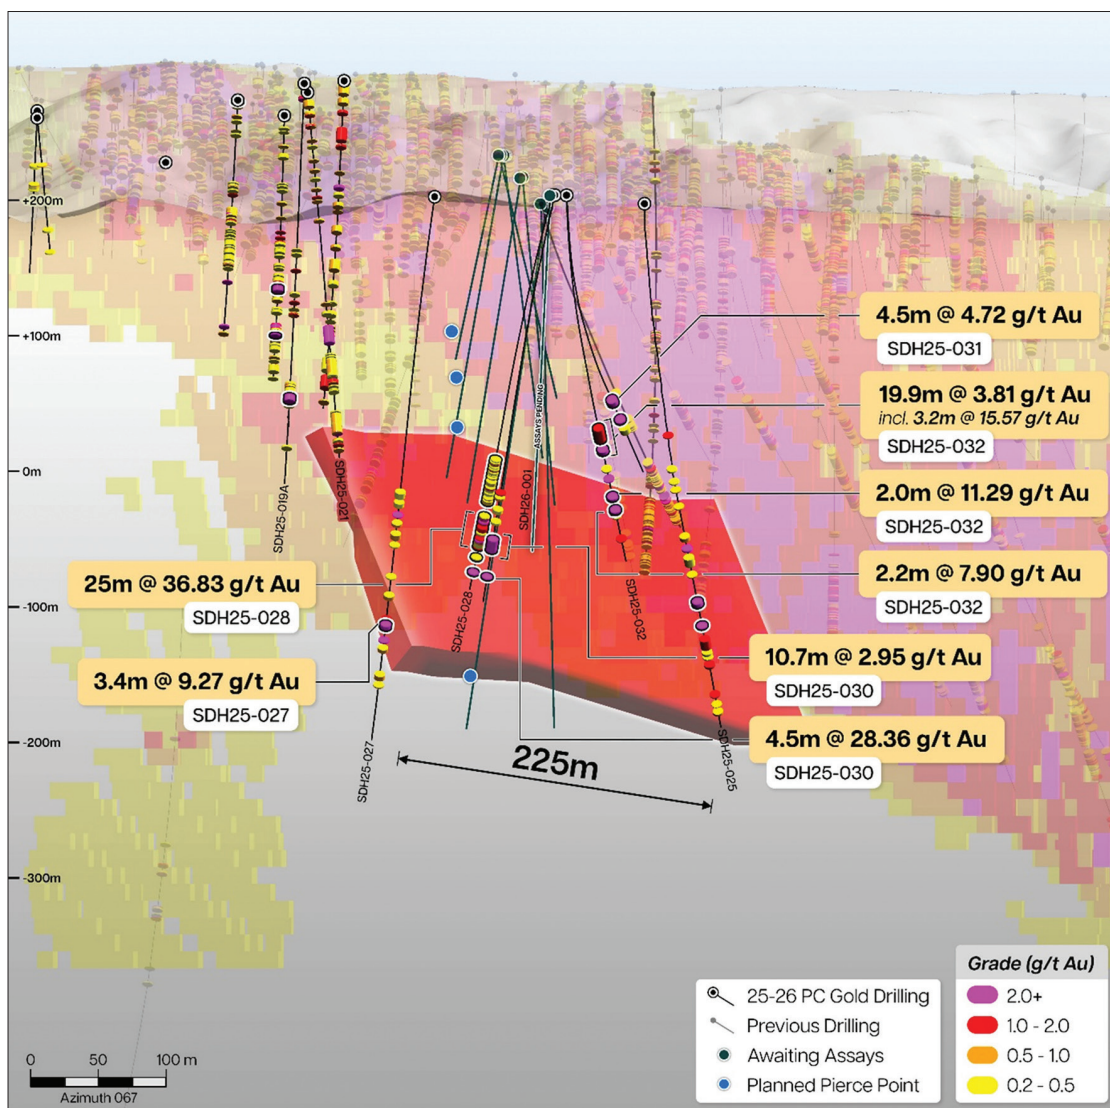 +200m
+100m
0m
-100m
-200m
-300m
SDH25-019A
SDH25-021
SDH25-027
SDH25-028
SDH26-001
ASSAYS PENDING
SDH25-032
SDH25-025
4.5m @ 4.72 g/t Au
SDH25-031
19.9m @ 3.81 g/t Au
incl. 3.2m @ 15.57 g/t Au
SDH25-032
2.0m @ 11.29 g/t Au
SDH25-032
2.2m @ 7.90 g/t Au
SDH25-032
10.7m @ 2.95 g/t Au
SDH25-030
4.5m @ 28.36 g/t Au
SDH25-030
25m @ 36.83 g/t Au
SDH25-028
3.4m @ 9.27 g/t Au
SDH25-027
225m
0 50 100 m
Azimuth 067
25-26 PC Gold Drilling
Previous Drilling
Awaiting Assays
Planned Pierce Point
Grade (g/t Au)
2.0+
1.0 - 2.0
0.5 - 1.0
0.2 - 0.5